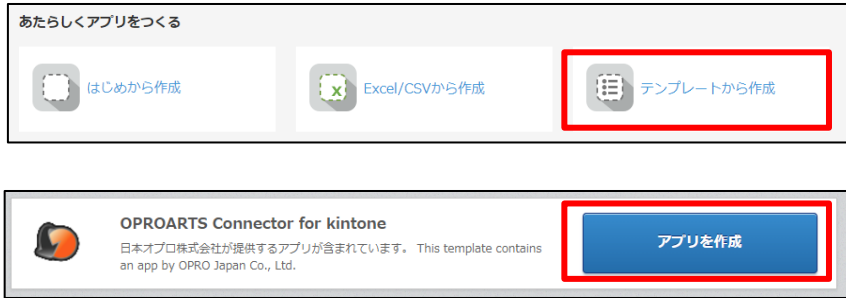 あたらしくアプリをつくる
はじめから作成
Excel/CSVから作成
テンプレートから作成
OPROARTS Connector for kintone
日本オプロ株式会社が提供するアプリが含まれています。 This template contains
an app by OPRO Japan Co., Ltd.
アプリを作成